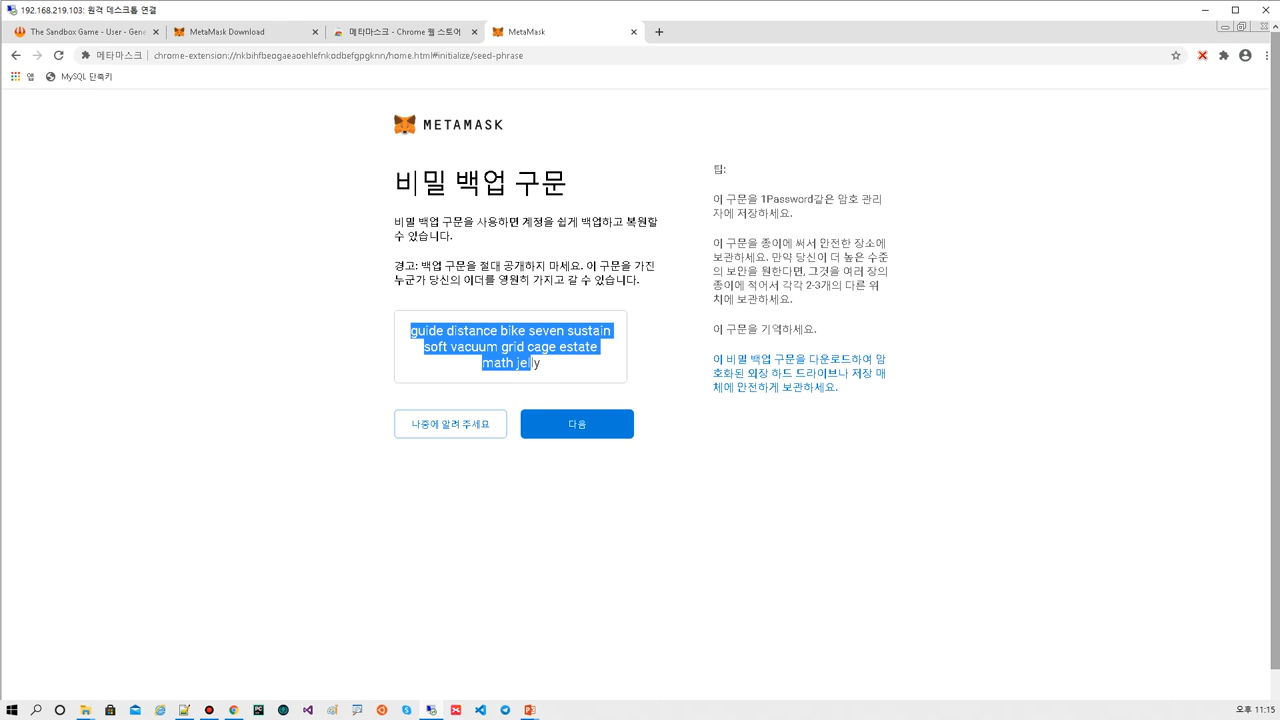 192.168.219.103: 원격 데스크톱 연결
The Sandbox Game - User - Gen
MetaMask Download
메타마스크 - Chrome 웹 스토어
MetaMask
메타마스크
chrome-extension://nkbihfbeogaeaoehlefnkodbefgpgknn/home.html#initialize/seed-phrase
앱
MySQL 단축키
METAMASK
비밀 백업 구문
비밀 백업 구문을 사용하면 계정을 쉽게 백업하고 복원할
수 있습니다.
경고: 백업 구문을 절대 공개하지 마세요. 이 구문을 가진
누군가 당신의 이더를 영원히 가지고 갈 수 있습니다.
guide distance bike seven sustain
soft vacuum grid cage estate
math jelly
나중에 알려 주세요
다음
팁:
이 구문을 1Password같은 암호 관리
자에 저장하세요.
이 구문을 종이에 써서 안전한 장소에
보관하세요. 만약 당신이 더 높은 수준
의 보안을 원한다면, 그것을 여러 장의
종이에 적어서 각각 2-3개의 다른 위
치에 보관하세요.
이 구문을 기억하세요.
이 비밀 백업 구문을 다운로드하여 암
호화된 외장 하드 드라이브나 저장 매
체에 안전하게 보관하세요.
오후 11:15